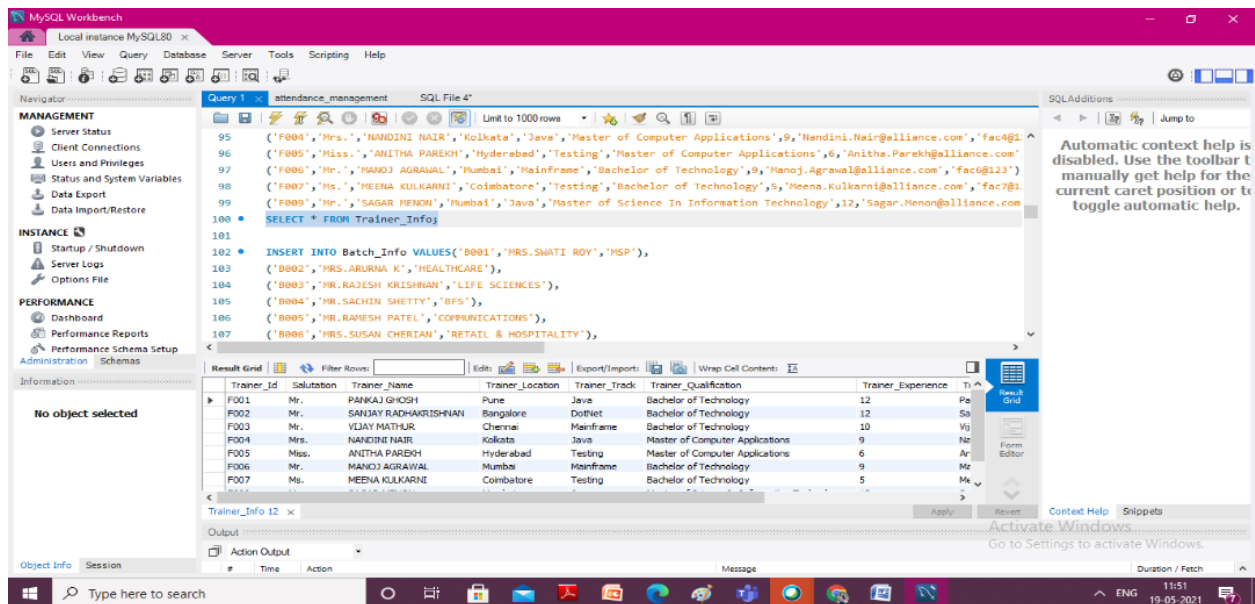 MySQL Workbench
Local instance MySQL80 ×
File Edit View Query Database Server Tools Scripting Help
Navigator
MANAGEMENT
Server Status
Client Connections
Users and Privileges
Status and System Variables
Data Export
Data Import/Restore
INSTANCE
Startup / Shutdown
Server Logs
Options File
PERFORMANCE
Dashboard
Performance Reports
Performance Schema Setup
Administration Schemas
Information
No object selected
Object Info Session
Query 1 × attendance_management SQL File 4*
Limit to 1000 rows
95 ('F004','Mrs.','NANDINI NAIR','Kolkata','Java','Master of Computer Applications',9,'Nandini.Nair@alliance.com','fac4@1
96 ('F005','Miss.','ANITHA PAREKH','Hyderabad','Testing','Master of Computer Applications',6,'Anitha.Parekh@alliance.com'
97 ('F006','Mr.','MANOJ AGRAWAL','Mumbai','Mainframe','Bachelor of Technology',9,'Manoj.Agrawal@alliance.com','fac6@123')
98 ('F007','Ms.','MEENA KULKARNI','Coimbatore','Testing','Bachelor of Technology',5,'Meena.Kulkarni@alliance.com','fac7@1
99 ('F009','Mr.','SAGAR MENON','Mumbai','Java','Master of Science In Information Technology',12,'Sagar.Menon@alliance.com
100 SELECT * FROM Trainer_Info;
101
102 INSERT INTO Batch_Info VALUES('B001','MRS.SWATI ROY','MSP'),
103 ('B002','MRS.ARURNA K','HEALTHCARE'),
104 ('B003','MR.RAJESH KRISHNAN','LIFE SCIENCES'),
105 ('B004','MR.SACHIN SHETTY','BFS'),
106 ('B005','MR.RAMESH PATEL','COMMUNICATIONS'),
107 ('B006','MRS.SUSAN CHERIAN','RETAIL & HOSPITALITY'),
Result Grid Filter Rows: Edit: Export/Import: Wrap Cell Content:
Trainer_Id Salutation Trainer_Name Trainer_Location Trainer_Track Trainer_Qualification Trainer_Experience
F001 Mr. PANKAJ GHOSH Pune Java Bachelor of Technology 12 Pa
F002 Mr. SANJAY RADHAKRISHNAN Bangalore DotNet Bachelor of Technology 12 Sa
F003 Mr. VIJAY MATHUR Chennai Mainframe Bachelor of Technology 10 Vij
F004 Mrs. NANDINI NAIR Kolkata Java Master of Computer Applications 9 Na
F005 Miss. ANITHA PAREKH Hyderabad Testing Master of Computer Applications 6
F006 Mr. MANOJ AGRAWAL Mumbai Mainframe Bachelor of Technology 9
F007 Ms. MEENA KULKARNI Coimbatore Testing Bachelor of Technology 5
Result Grid
Form Editor
Trainer_Info 12 ×
Apply Revert
Output
Action Output
# Time Action Message Duration / Fetch
SQLAdditions
Jump to
Automatic context help is
disabled. Use the toolbar t
manually get help for the
current caret position or t
toggle automatic help.
Context Help Snippets
Activate Windows
Go to Settings to activate Windows.
Type here to search
ENG
11:51
19-05-2021